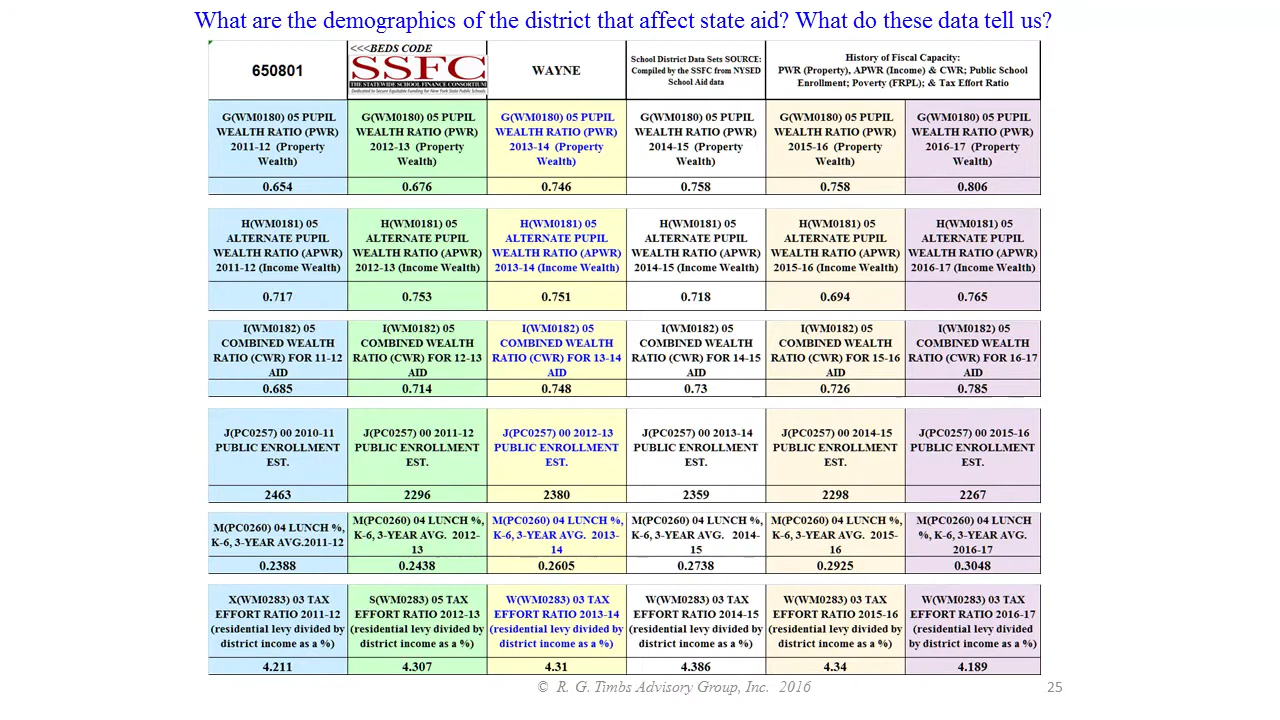 What are the demographics of the district that affect state aid? What do these data tell us?
650801
<<<BEDS CODE
SSFC
THE STATEWIDE SCHOOL FINANCE CONSORTIUM
Dedicated to Secure Equitable Funding for New York State Public Schools
WAYNE
School District Data Sets SOURCE:
Compiled by the SSFC from NYSED
School Aid data
History of Fiscal Capacity:
PWR (Property), APWR (Income) & CWR; Public School
Enrollment; Poverty (FRPL); & Tax Effort Ratio
G(WM0180) 05 PUPIL
WEALTH RATIO (PWR)
2011-12 (Property
Wealth)
G(WM0180) 05 PUPIL
WEALTH RATIO (PWR)
2012-13 (Property
Wealth)
G(WM0180) 05 PUPIL
WEALTH RATIO (PWR)
2013-14 (Property
Wealth)
G(WM0180) 05 PUPIL
WEALTH RATIO (PWR)
2014-15 (Property
Wealth)
G(WM0180) 05 PUPIL
WEALTH RATIO (PWR)
2015-16 (Property
Wealth)
G(WM0180) 05 PUPIL
WEALTH RATIO (PWR)
2016-17 (Property
Wealth)
0.654 0.676 0.746 0.758 0.758 0.806
H(WM0181) 05
ALTERNATE PUPIL
WEALTH RATIO (APWR)
2011-12 (Income Wealth)
H(WM0181) 05
ALTERNATE PUPIL
WEALTH RATIO (APWR)
2012-13 (Income Wealth)
H(WM0181) 05
ALTERNATE PUPIL
WEALTH RATIO (APWR)
2013-14 (Income Wealth)
H(WM0181) 05
ALTERNATE PUPIL
WEALTH RATIO (APWR)
2014-15 (Income Wealth)
H(WM0181) 05
ALTERNATE PUPIL
WEALTH RATIO (APWR)
2015-16 (Income Wealth)
H(WM0181) 05
ALTERNATE PUPIL
WEALTH RATIO (APWR)
2016-17 (Income Wealth)
0.717 0.753 0.751 0.718 0.694 0.765
I(WM0182) 05
COMBINED WEALTH
RATIO (CWR) FOR 11-12
AID
I(WM0182) 05
COMBINED WEALTH
RATIO (CWR) FOR 12-13
AID
I(WM0182) 05
COMBINED WEALTH
RATIO (CWR) FOR 13-14
AID
I(WM0182) 05
COMBINED WEALTH
RATIO (CWR) FOR 14-15
AID
I(WM0182) 05
COMBINED WEALTH
RATIO (CWR) FOR 15-16
AID
I(WM0182) 05
COMBINED WEALTH
RATIO (CWR) FOR 16-17
AID
0.685 0.714 0.748 0.73 0.726 0.785
J(PC0257) 00 2010-11
PUBLIC ENROLLMENT
EST.
J(PC0257) 00 2011-12
PUBLIC ENROLLMENT
EST.
J(PC0257) 00 2012-13
PUBLIC ENROLLMENT
EST.
J(PC0257) 00 2013-14
PUBLIC ENROLLMENT
EST.
J(PC0257) 00 2014-15
PUBLIC ENROLLMENT
EST.
J(PC0257) 00 2015-16
PUBLIC ENROLLMENT
EST.
2463 2296 2380 2359 2298 2267
M(PC0260) 04 LUNCH %,
K-6, 3-YEAR AVG.2011-12
M(PC0260) 04 LUNCH %,
K-6, 3-YEAR AVG. 2012-
13
M(PC0260) 04 LUNCH %,
K-6, 3-YEAR AVG. 2013-
14
M(PC0260) 04 LUNCH %,
K-6, 3-YEAR AVG. 2014-
15
M(PC0260) 04 LUNCH %,
K-6, 3-YEAR AVG. 2015-
16
M(PC0260) 04 LUNCH
%, K-6, 3-YEAR AVG.
2016-17
0.2388 0.2438 0.2605 0.2738 0.2925 0.3048
X(WM0283) 03 TAX
EFFORT RATIO 2011-12
(residential levy divided by
district income as a %)
S(WM0283) 05 TAX
EFFORT RATIO 2012-13
(residential levy divided by
district income as a %)
W(WM0283) 03 TAX
EFFORT RATIO 2013-14
(residential levy divided by
district income as a %)
W(WM0283) 03 TAX
EFFORT RATIO 2014-15
(residential levy divided by
district income as a %)
W(WM0283) 03 TAX
EFFORT RATIO 2015-16
(residential levy divided by
district income as a %)
W(WM0283) 03 TAX
EFFORT RATIO 2016-17
(residential levy divided
by district income as a %)
4.211 4.307 4.31 4.386 4.34 4.189
© R. G. Timbs Advisory Group, Inc. 2016
25